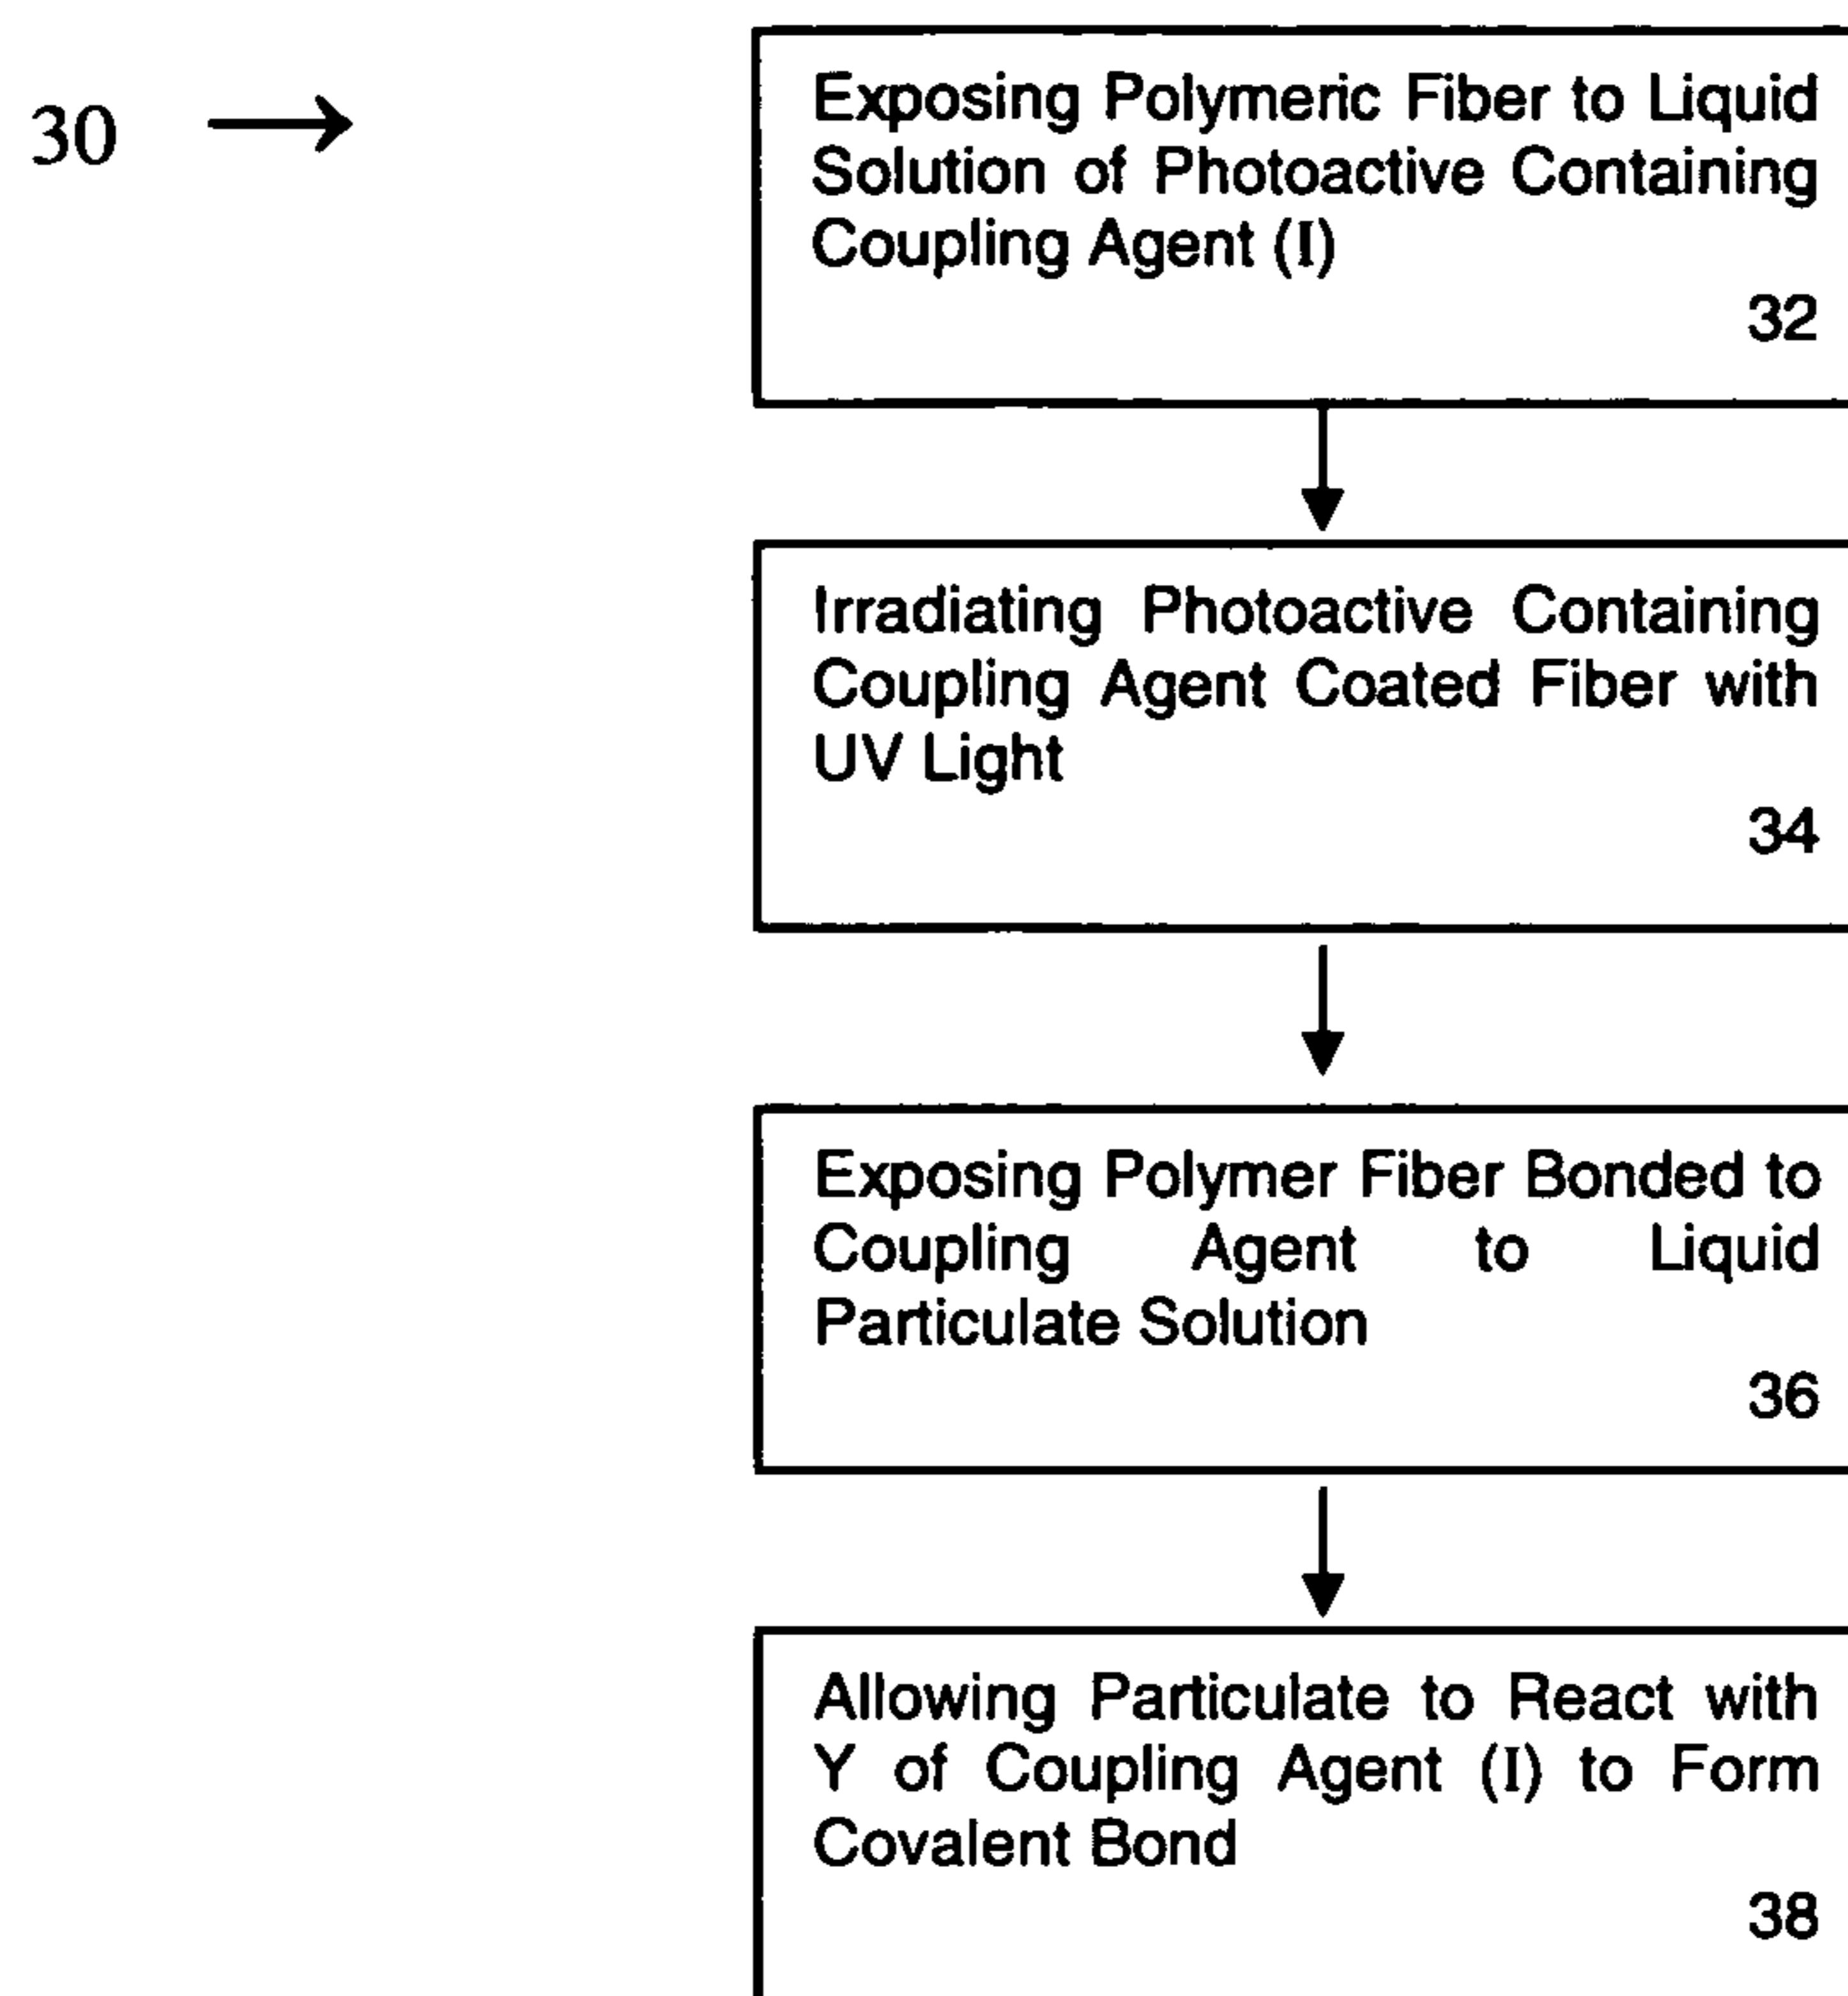 30
Exposing Polymeric Fiber to Liquid
Solution of Photoactive Containing
Coupling Agent (I)
32
Irradiating Photoactive Containing
Coupling Agent Coated Fiber with
UV Light
34
Exposing Polymer Fiber Bonded to
Coupling Agent to Liquid
Particulate Solution
36
Allowing Particulate to React with
Y of Coupling Agent (I) to Form
Covalent Bond
38